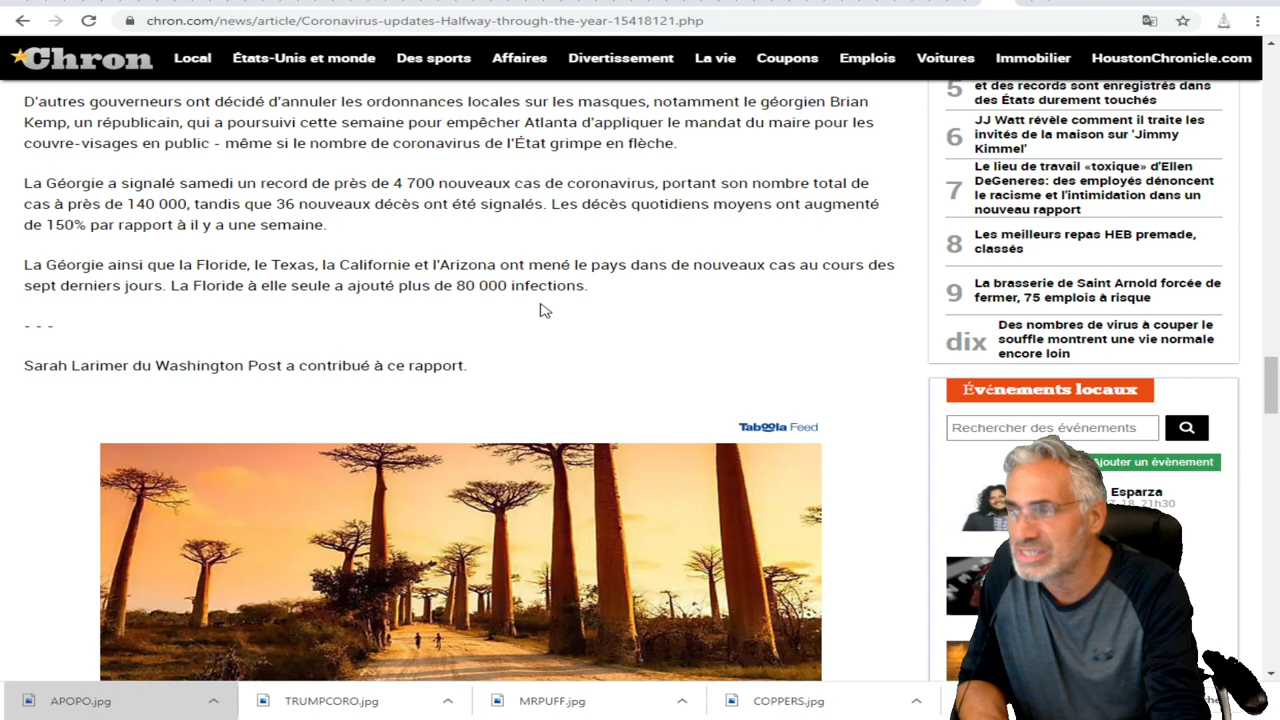 chron.com/news/article/Coronavirus-updates-Halfway-through-the-year-15418121.php
Chron
Local
États-Unis et monde
Des sports
Affaires
Divertissement
La vie
Coupons
Emplois
Voitures
Immobilier
HoustonChronicle.com
D'autres gouverneurs ont décidé d'annuler les ordonnances locales sur les masques, notamment le géorgien Brian
Kemp, un républicain, qui a poursuivi cette semaine pour empêcher Atlanta d'appliquer le mandat du maire pour les
couvre-visages en public - même si le nombre de coronavirus de l'État grimpe en flèche.
La Géorgie a signalé samedi un record de près de 4 700 nouveaux cas de coronavirus, portant son nombre total de
cas à près de 140 000, tandis que 36 nouveaux décès ont été signalés. Les décès quotidiens moyens ont augmenté
de 150% par rapport à il y a une semaine.
La Géorgie ainsi que la Floride, le Texas, la Californie et l'Arizona ont mené le pays dans de nouveaux cas au cours des
sept derniers jours. La Floride à elle seule a ajouté plus de 80 000 infections.
- - -
Sarah Larimer du Washington Post a contribué à ce rapport.
Taboola Feed
5
et des records sont enregistrés dans
des États durement touchés
6
JJ Watt révèle comment il traite les
invités de la maison sur 'Jimmy
Kimmel'
7
Le lieu de travail «toxique» d'Ellen
DeGeneres: des employés dénoncent
le racisme et l'intimidation dans un
nouveau rapport
8
Les meilleurs repas HEB premade,
classés
9
La brasserie de Saint Arnold forcée de
fermer, 75 emplois à risque
dix
Des nombres de virus à couper le
souffle montrent une vie normale
encore loin
Événements locaux
Rechercher des événements
Ajouter un évènement
Esparza
18, 21h30
APOPO.jpg
TRUMPCORO.jpg
MRPUFF.jpg
COPPERS.jpg